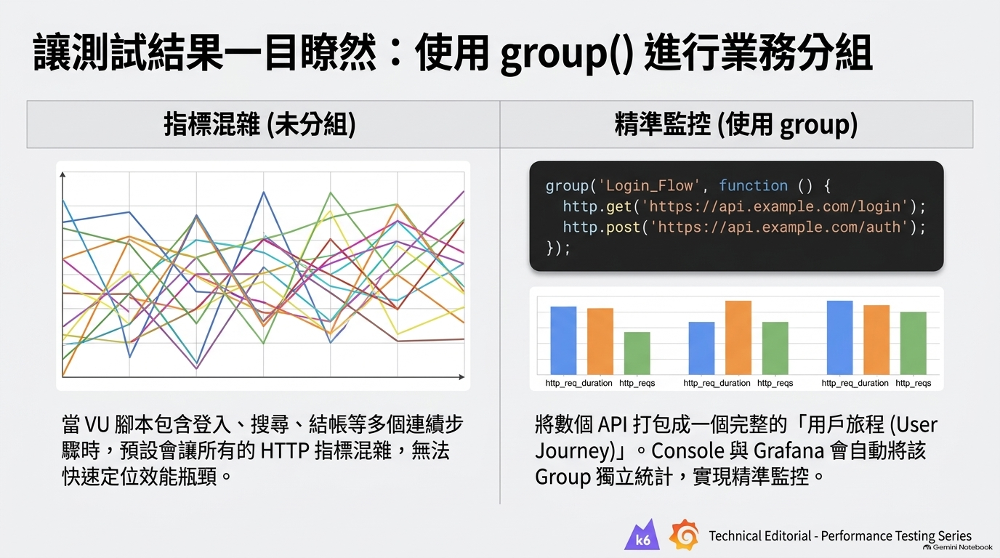 讓測試結果一目瞭然：使用 group() 進行業務分組
指標混雜 (未分組)
當 VU 腳本包含登入、搜尋、結帳等多個連續步
驟時，預設會讓所有的 HTTP 指標混雜，無法
快速定位效能瓶頸。
精準監控 (使用 group)
group('Login_Flow', function () {
  http.get('https://api.example.com/login');
  http.post('https://api.example.com/auth');
});
http_req_duration http_reqs http_req_duration http_reqs http_req_duration http_reqs
將數個 API 打包成一個完整的「用戶旅程 (User
Journey)」。Console 與 Grafana 會自動將該
Group 獨立統計，實現精準監控。
k6
Technical Editorial - Performance Testing Series
Gemini Notebook